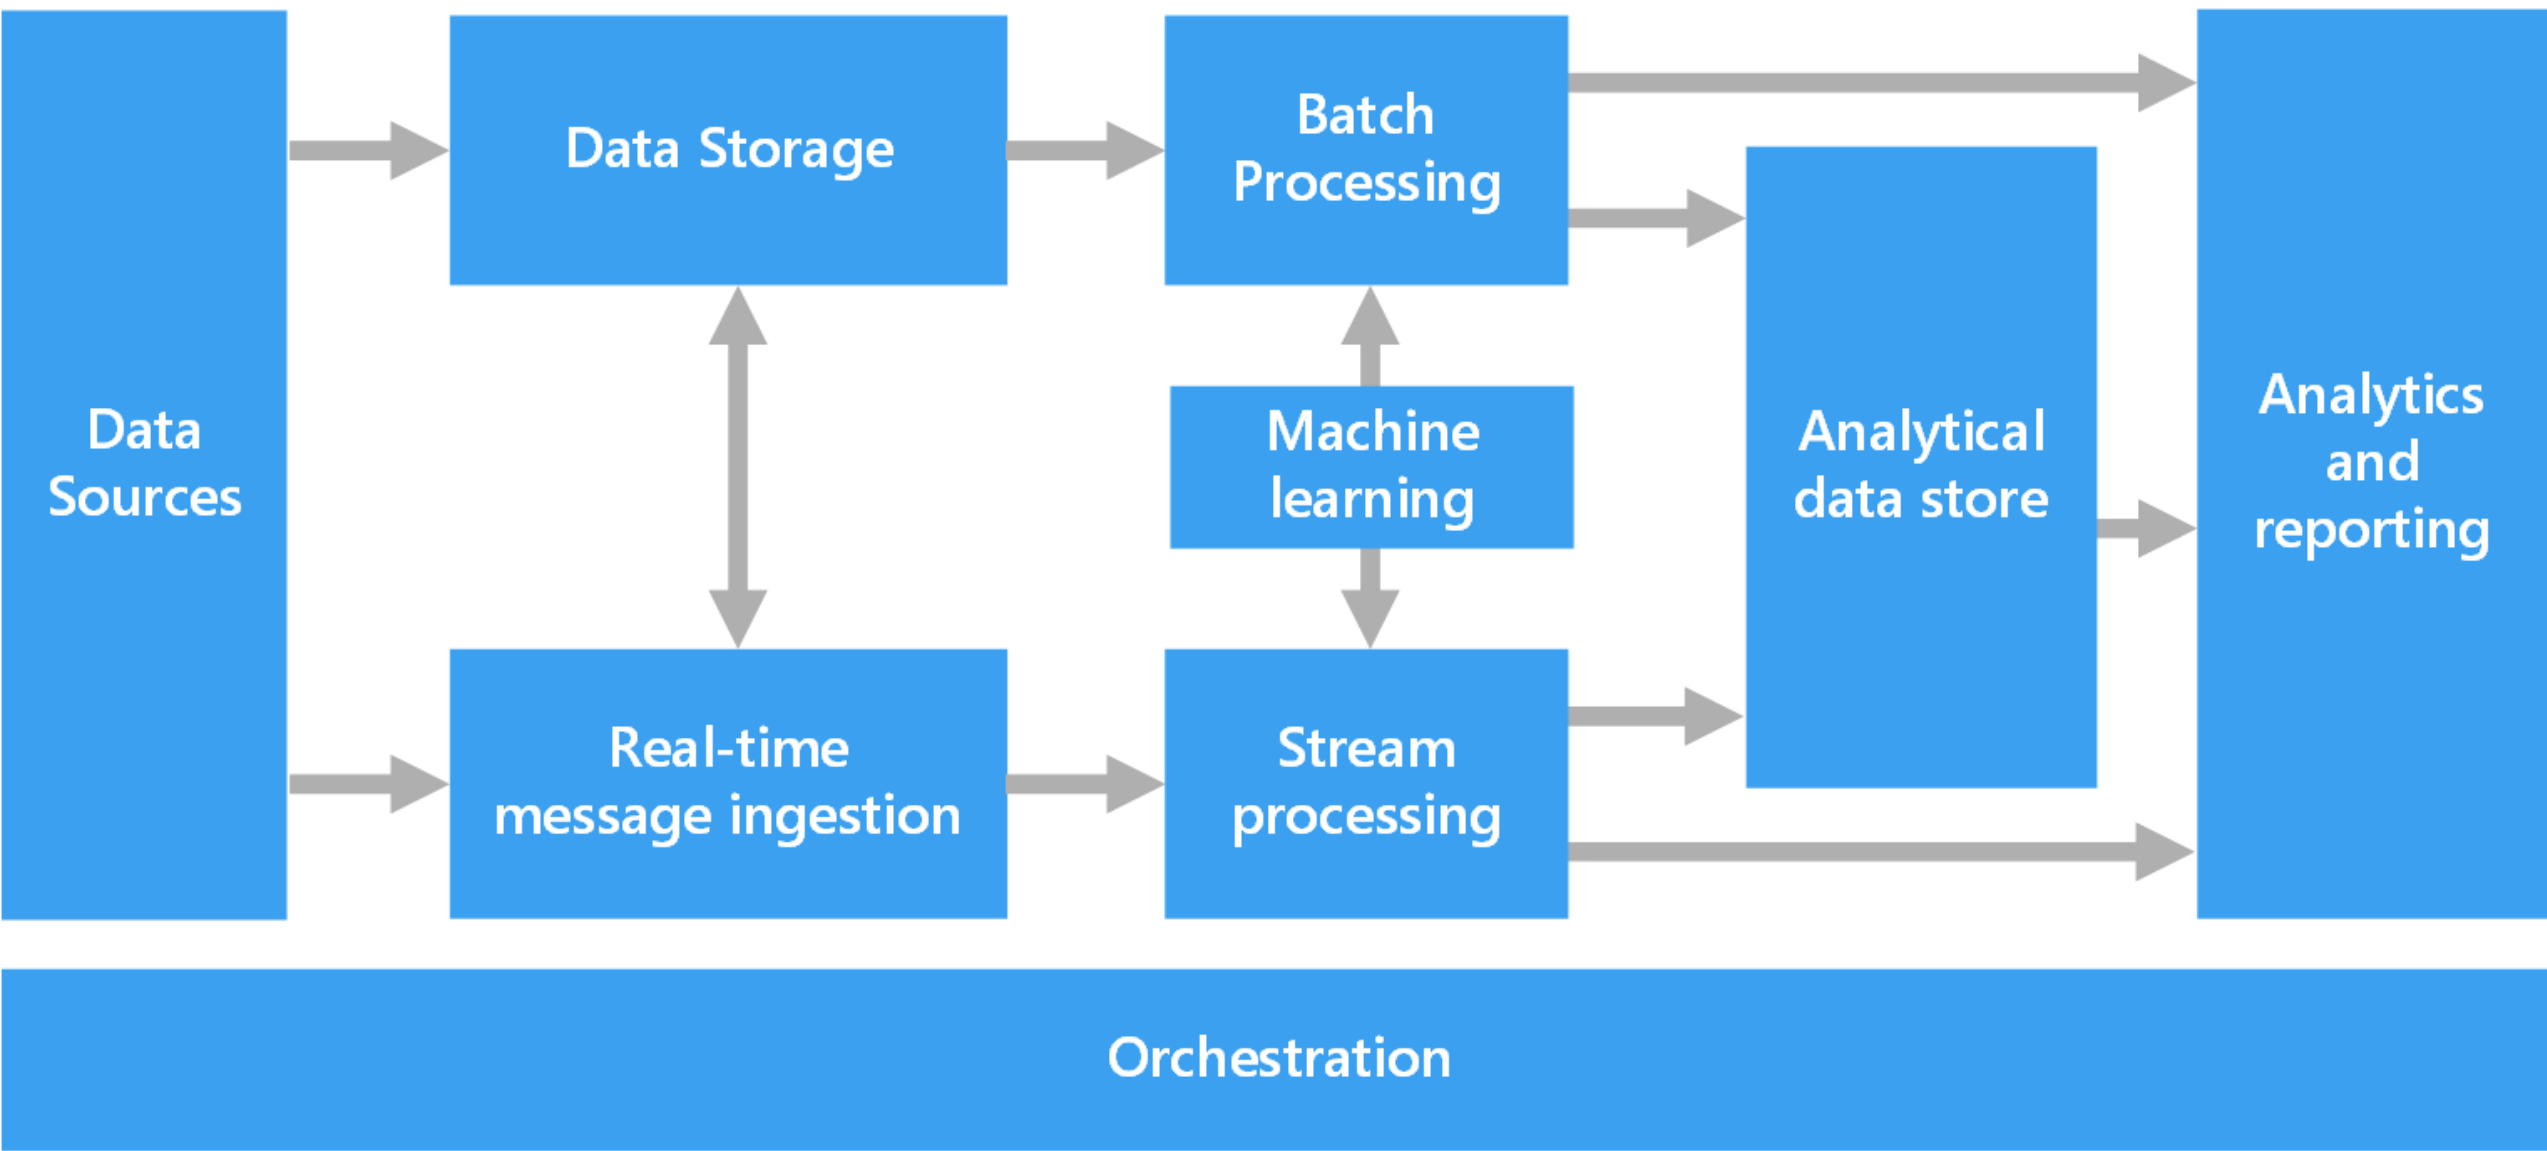 Data
Sources
Data Storage
Real-time
message ingestion
Batch
Processing
Machine
learning
Stream
processing
Analytical
data store
Analytics
and
reporting
Orchestration